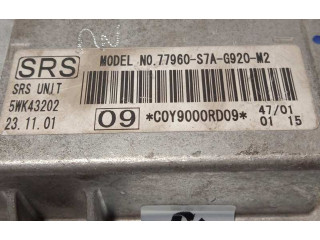 SRS
MODEL NO.77960-S7A-G920-M2
SRS UNIT
5WK43202
23.11.01
09
*C0Y9000RD09*
47/01
01 15